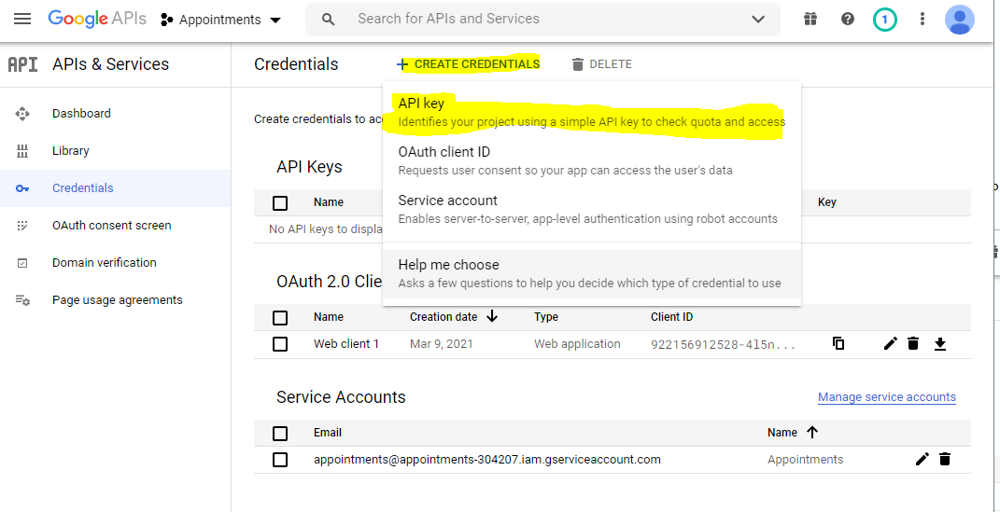 Google APIs Appointments Search for APIs and Services 1
API APIs & Services
Dashboard
Library
Credentials
OAuth consent screen
Domain verification
Page usage agreements
Credentials + CREATE CREDENTIALS DELETE
Create credentials to acc
API key
Identifies your project using a simple API key to check quota and access
OAuth client ID
Requests user consent so your app can access the user's data
Service account
Enables server-to-server, app-level authentication using robot accounts
Help me choose
Asks a few questions to help you decide which type of credential to use
API Keys
Name Key
No API keys to displa
OAuth 2.0 Clie
Name Creation date Type Client ID
Web client 1 Mar 9, 2021 Web application 922156912528-4l5n...
Service Accounts Manage service accounts
Email Name
appointments@appointments-304207.iam.gserviceaccount.com Appointments